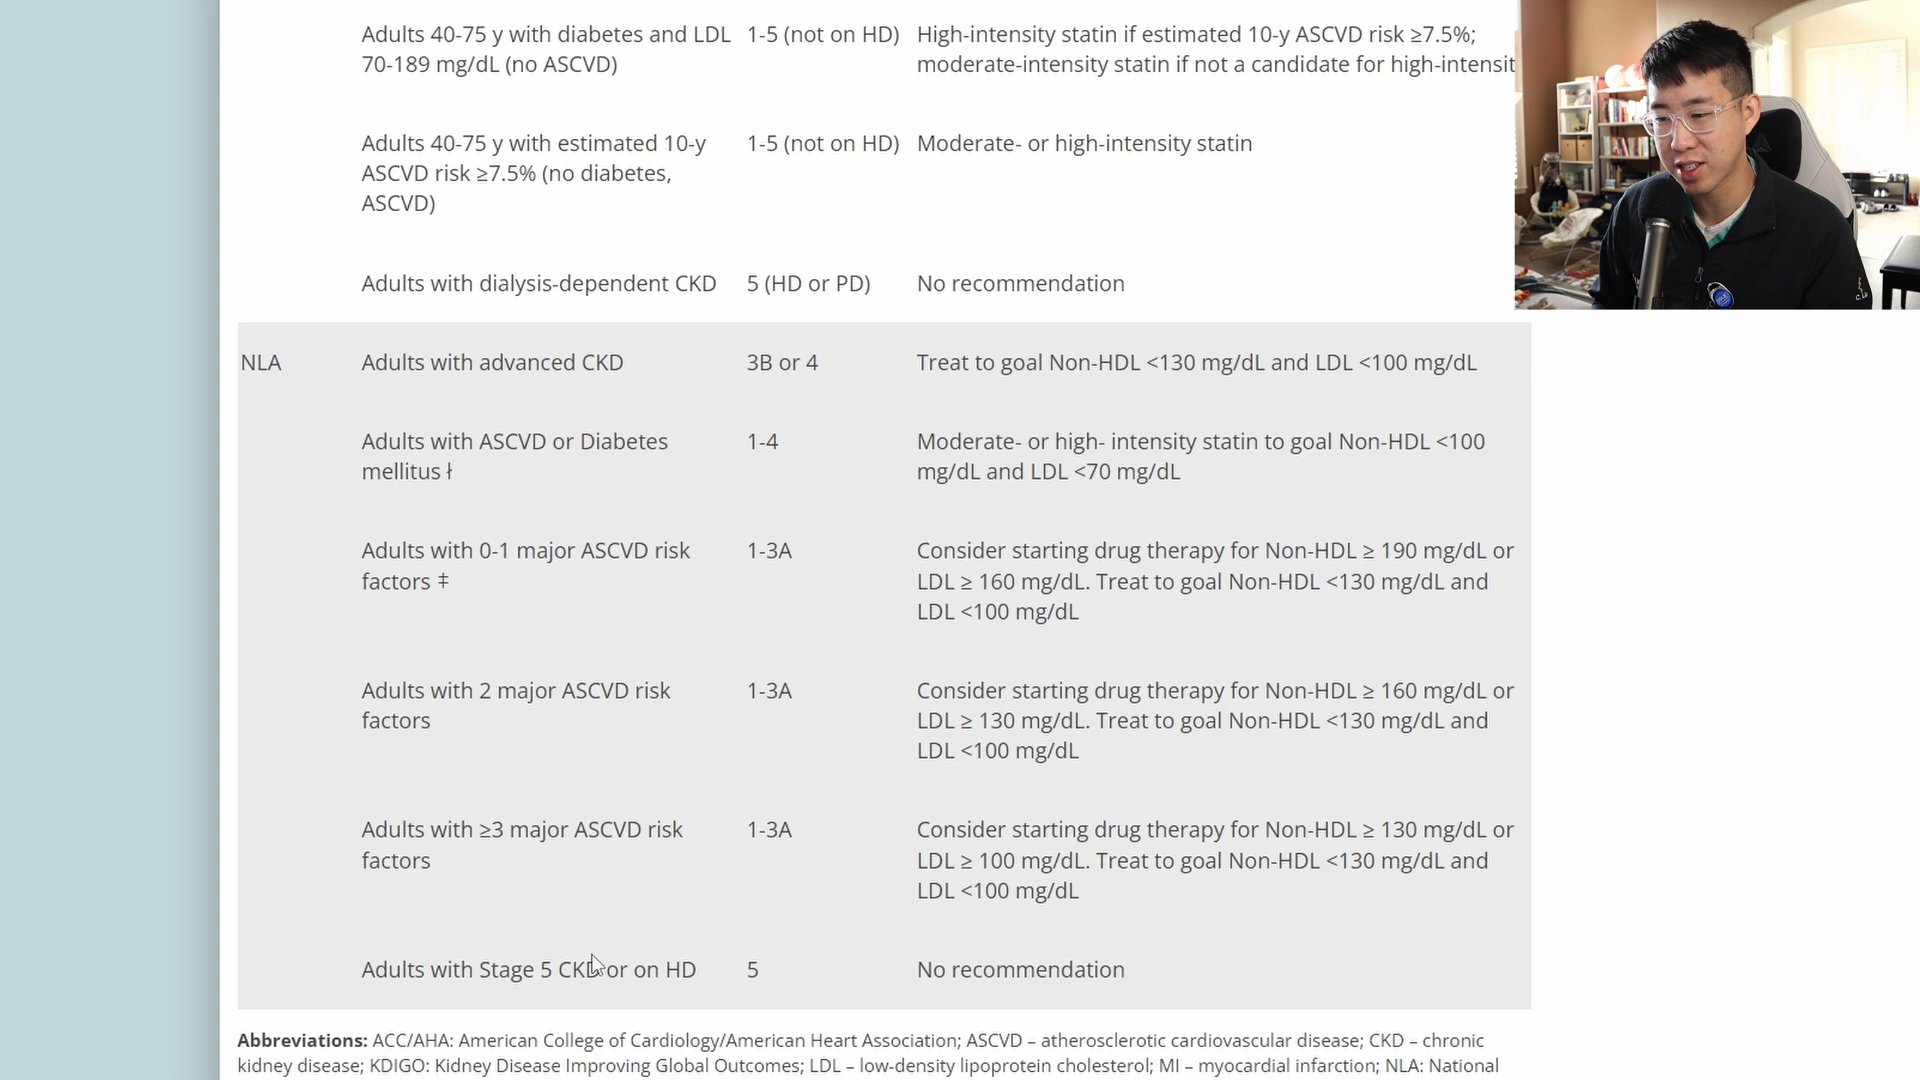 Adults 40-75 y with diabetes and LDL 1-5 (not on HD) High-intensity statin if estimated 10-y ASCVD risk ≥7.5%;
70-189 mg/dL (no ASCVD) moderate-intensity statin if not a candidate for high-intensit
Adults 40-75 y with estimated 10-y 1-5 (not on HD) Moderate- or high-intensity statin
ASCVD risk ≥7.5% (no diabetes,
ASCVD)
Adults with dialysis-dependent CKD 5 (HD or PD) No recommendation
NLA Adults with advanced CKD 3B or 4 Treat to goal Non-HDL <130 mg/dL and LDL <100 mg/dL
Adults with ASCVD or Diabetes 1-4 Moderate- or high- intensity statin to goal Non-HDL <100
mellitus ƚ mg/dL and LDL <70 mg/dL
Adults with 0-1 major ASCVD risk 1-3A Consider starting drug therapy for Non-HDL ≥ 190 mg/dL or
factors ‡ LDL ≥ 160 mg/dL. Treat to goal Non-HDL <130 mg/dL and
LDL <100 mg/dL
Adults with 2 major ASCVD risk 1-3A Consider starting drug therapy for Non-HDL ≥ 160 mg/dL or
factors LDL ≥ 130 mg/dL. Treat to goal Non-HDL <130 mg/dL and
LDL <100 mg/dL
Adults with ≥3 major ASCVD risk 1-3A Consider starting drug therapy for Non-HDL ≥ 130 mg/dL or
factors LDL ≥ 100 mg/dL. Treat to goal Non-HDL <130 mg/dL and
LDL <100 mg/dL
Adults with Stage 5 CKD or on HD 5 No recommendation
Abbreviations: ACC/AHA: American College of Cardiology/American Heart Association; ASCVD – atherosclerotic cardiovascular disease; CKD – chronic
kidney disease; KDIGO: Kidney Disease Improving Global Outcomes; LDL – low-density lipoprotein cholesterol; MI – myocardial infarction; NLA: National